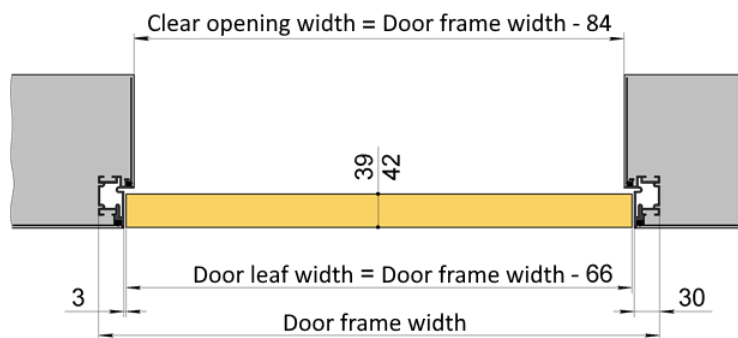 Clear opening width = Door frame width - 84
39
42
Door leaf width = Door frame width - 66
3
30
Door frame width